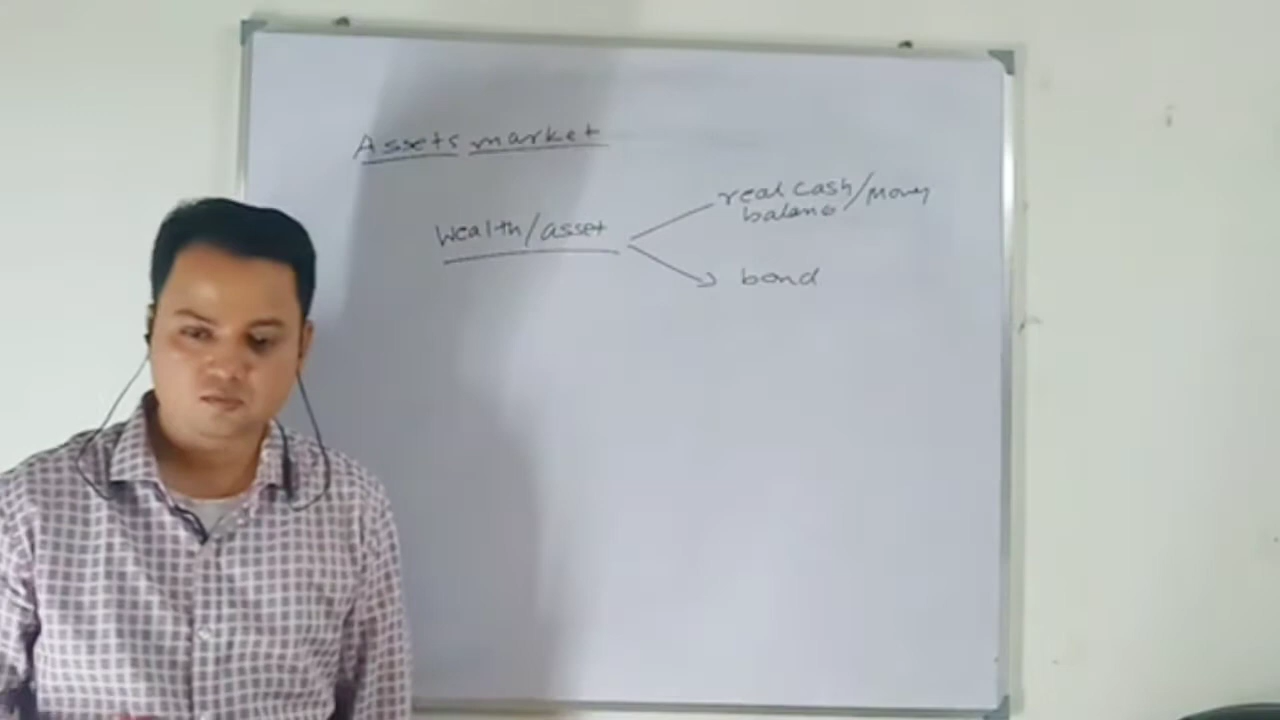 Assets market
real cash/money
balance
Wealth/asset
bond